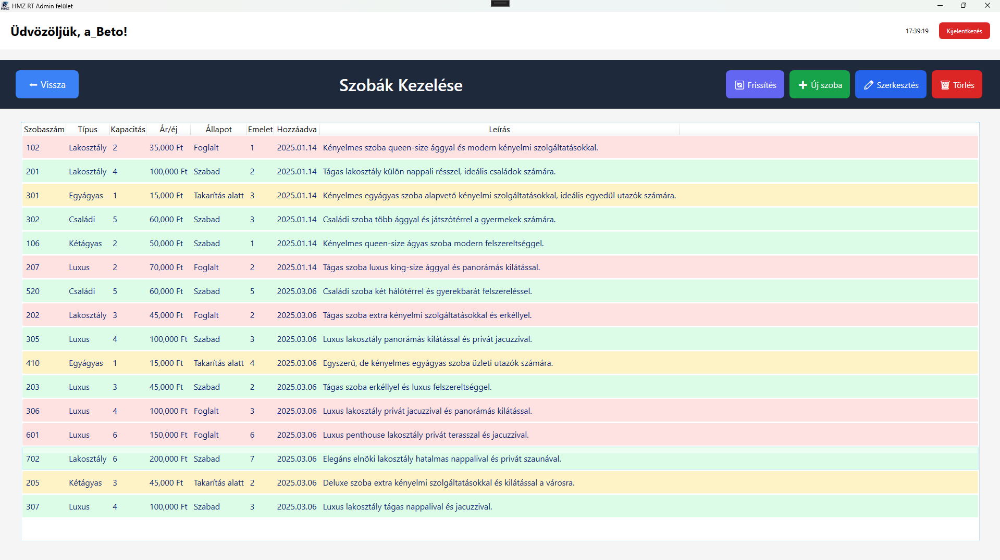 HMZ RT Admin felület
Üdvözöljük, a_Beto!
17:39:19
Kijelentkezés
Vissza
Szobák Kezelése
Frissítés
Új szoba
Szerkesztés
Törlés
Szobaszám Típus Kapacitás Ár/éj Állapot Emelet Hozzáadva Leírás
102 Lakosztály 2 35,000 Ft Foglalt 1 2025.01.14 Kényelmes szoba queen-size ággyal és modern kényelmi szolgáltatásokkal.
201 Lakosztály 4 100,000 Ft Szabad 2 2025.01.14 Tágas lakosztály külön nappali résszel, ideális családok számára.
301 Egyágyas 1 15,000 Ft Takarítás alatt 3 2025.01.14 Kényelmes egyágyas szoba alapvető kényelmi szolgáltatásokkal, ideális egyedül utazók számára.
302 Családi 5 60,000 Ft Szabad 3 2025.01.14 Családi szoba több ággyal és játszótérrel a gyermekek számára.
106 Kétágyas 2 50,000 Ft Szabad 1 2025.01.14 Kényelmes queen-size ágyas szoba modern felszereltséggel.
207 Luxus 2 70,000 Ft Foglalt 2 2025.01.14 Tágas szoba luxus king-size ággyal és panorámás kilátással.
520 Családi 5 60,000 Ft Szabad 5 2025.03.06 Családi szoba két hálótérrel és gyerekbarát felszereléssel.
202 Lakosztály 3 45,000 Ft Foglalt 2 2025.03.06 Tágas szoba extra kényelmi szolgáltatásokkal és erkéllyel.
305 Luxus 4 100,000 Ft Szabad 3 2025.03.06 Luxus lakosztály panorámás kilátással és privát jacuzzival.
410 Egyágyas 1 15,000 Ft Takarítás alatt 4 2025.03.06 Egyszerű, de kényelmes egyágyas szoba üzleti utazók számára.
203 Luxus 3 45,000 Ft Szabad 2 2025.03.06 Tágas szoba erkéllyel és luxus felszereltséggel.
306 Luxus 4 100,000 Ft Foglalt 3 2025.03.06 Luxus lakosztály privát jacuzzival és panorámás kilátással.
601 Luxus 6 150,000 Ft Foglalt 6 2025.03.06 Luxus penthouse lakosztály privát terasszal és jacuzzival.
702 Lakosztály 6 200,000 Ft Szabad 7 2025.03.06 Elegáns elnöki lakosztály hatalmas nappalival és privát szaunával.
205 Kétágyas 3 45,000 Ft Takarítás alatt 2 2025.03.06 Deluxe szoba extra kényelmi szolgáltatásokkal és kilátással a városra.
307 Luxus 4 100,000 Ft Szabad 3 2025.03.06 Luxus lakosztály tágas nappalival és jacuzzival.